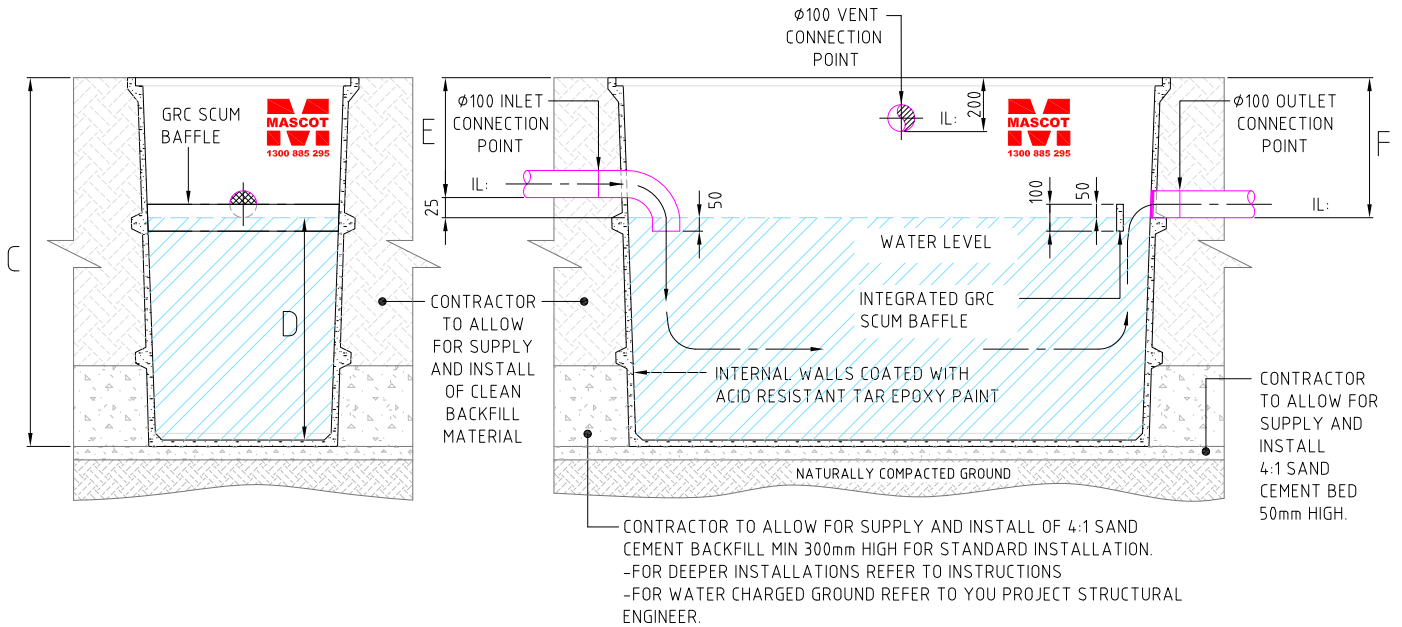 Ø100 VENT
CONNECTION
POINT
GRC SCUM
BAFFLE
MASCOT
1300 885 295
E
Ø100 INLET
CONNECTION
POINT
IL:
200
IL:
MASCOT
1300 885 295
Ø100 OUTLET
CONNECTION
POINT
F
IL:
25
50
100
50
WATER LEVEL
C
D
CONTRACTOR
TO ALLOW
FOR SUPPLY
AND INSTALL
OF CLEAN
BACKFILL
MATERIAL
INTEGRATED GRC
SCUM BAFFLE
INTERNAL WALLS COATED WITH
ACID RESISTANT TAR EPOXY PAINT
CONTRACTOR
TO ALLOW FOR
SUPPLY AND
INSTALL
4:1 SAND
CEMENT BED
50mm HIGH.
NATURALLY COMPACTED GROUND
CONTRACTOR TO ALLOW FOR SUPPLY AND INSTALL OF 4:1 SAND
CEMENT BACKFILL MIN 300mm HIGH FOR STANDARD INSTALLATION.
-FOR DEEPER INSTALLATIONS REFER TO INSTRUCTIONS
-FOR WATER CHARGED GROUND REFER TO YOU PROJECT STRUCTURAL
ENGINEER.